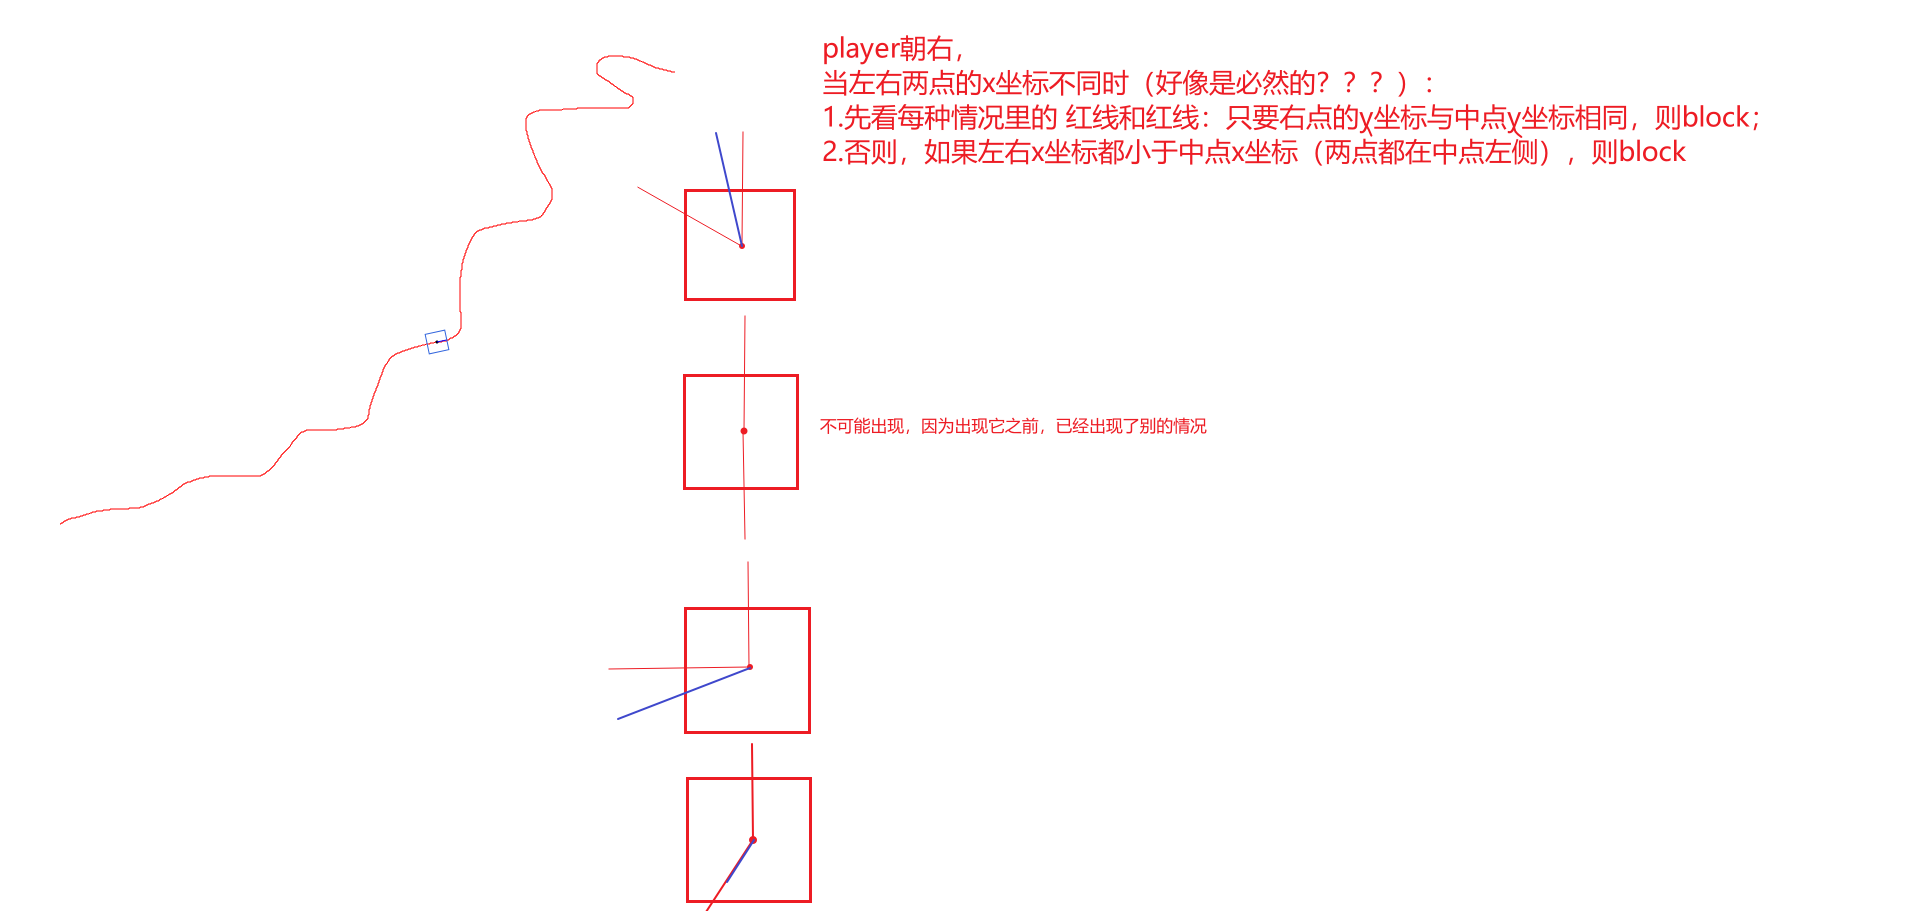 player朝右，
当左右两点的x坐标不同时（好像是必然的？？？）：
1.先看每种情况里的 红线和红线：只要右点的y坐标与中点y坐标相同，则block；
2.否则，如果左右x坐标都小于中点x坐标（两点都在中点左侧），则block
不可能出现，因为出现它之前，已经出现了别的情况